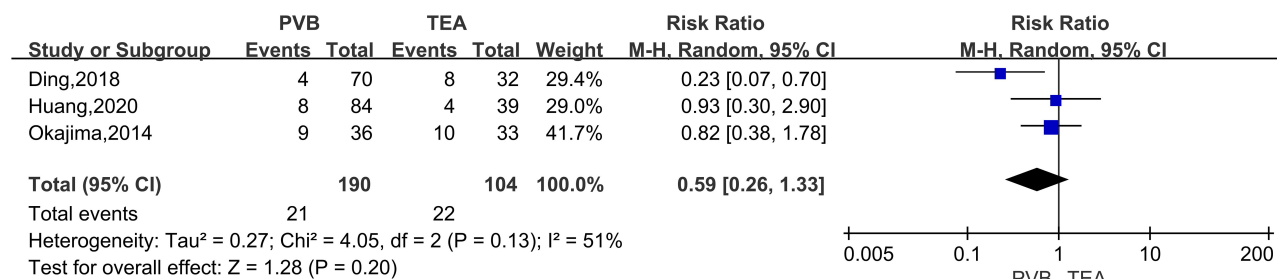 PVB TEA Risk Ratio Risk Ratio
Study or Subgroup Events Total Events Total Weight M-H, Random, 95% CI M-H, Random, 95% CI
Ding,2018 4 70 8 32 29.4% 0.23 [0.07, 0.70]
Huang,2020 8 84 4 39 29.0% 0.93 [0.30, 2.90]
Okajima,2014 9 36 10 33 41.7% 0.82 [0.38, 1.78]
Total (95% CI) 190 104 100.0% 0.59 [0.26, 1.33]
Total events 21 22
Heterogeneity: Tau² = 0.27; Chi² = 4.05, df = 2 (P = 0.13); I² = 51%
Test for overall effect: Z = 1.28 (P = 0.20)
0.005 0.1 1 10 200
PVB TEA